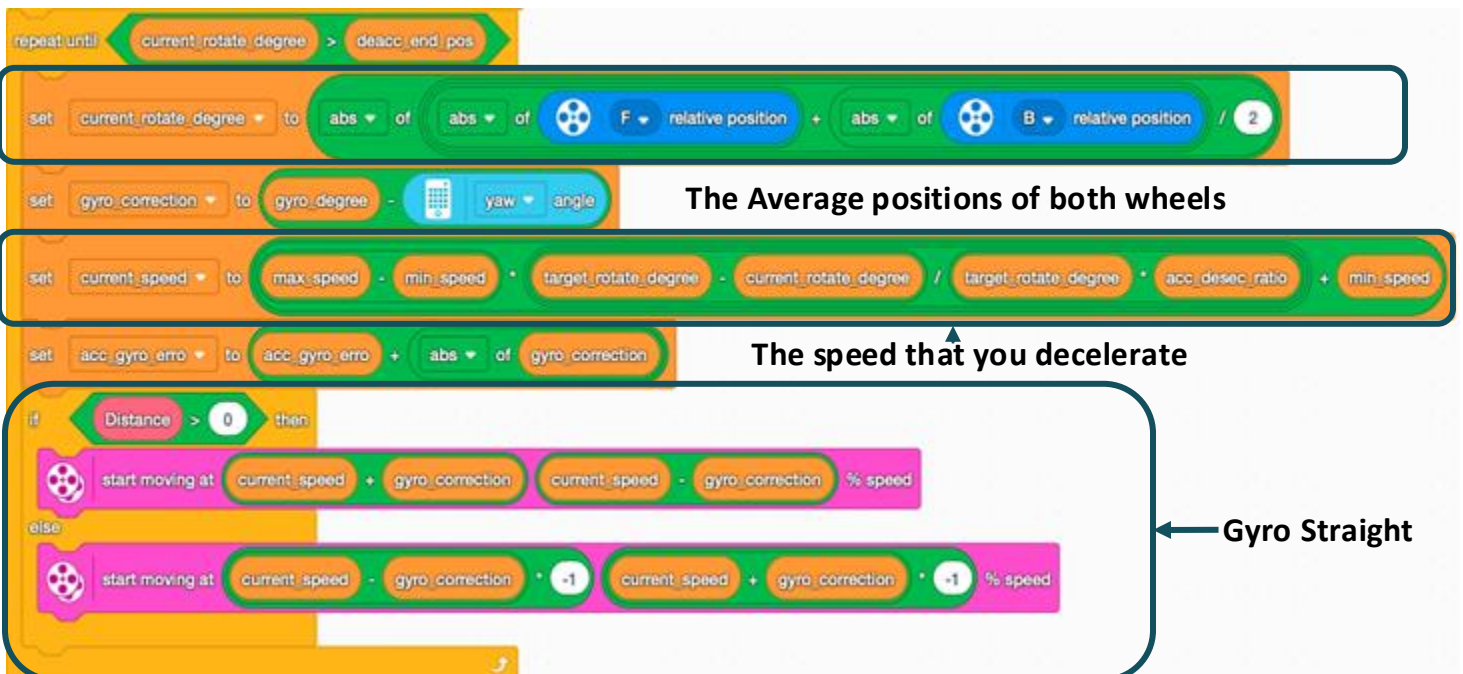 repeat until current_rotate_degree > deacc_end_pos
set current_rotate_degree to abs of abs of F relative position + abs of B relative position / 2
set gyro_correction to gyro_degree - yaw angle
The Average positions of both wheels
set current_speed to max_speed - min_speed * target_rotate_degree - current_rotate_degree / target_rotate_degree * acc_desec_ratio + min_speed
set acc_gyro_erro to acc_gyro_erro + abs of gyro_correction
The speed that you decelerate
if Distance > 0 then
start moving at current_speed + gyro_correction current_speed - gyro_correction % speed
else
Gyro Straight
start moving at current_speed - gyro_correction * -1 current_speed + gyro_correction * -1 % speed